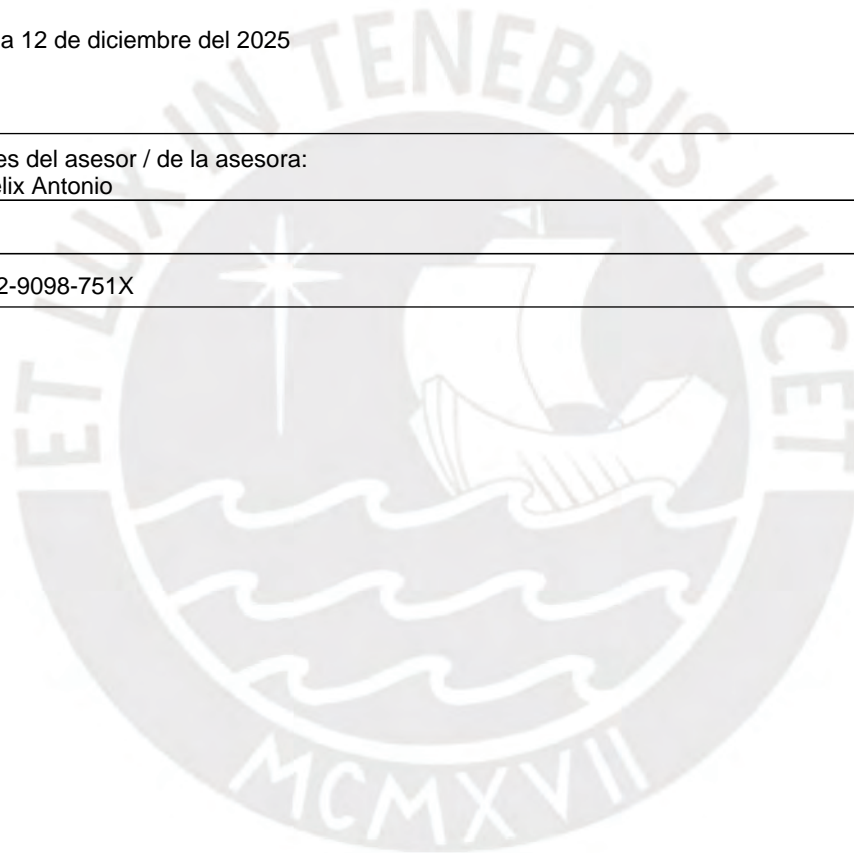 a 12 de diciembre del 2025
ET LUX IN TENEBRIS LUCET
es del asesor / de la asesora:
elix Antonio
2-9098-751X
MCMXVII